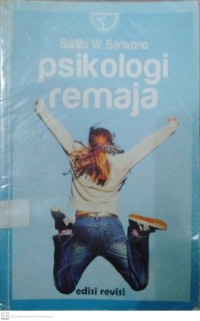 Sarlito W. Sarwono
psikologi
remaja
edisi revisi